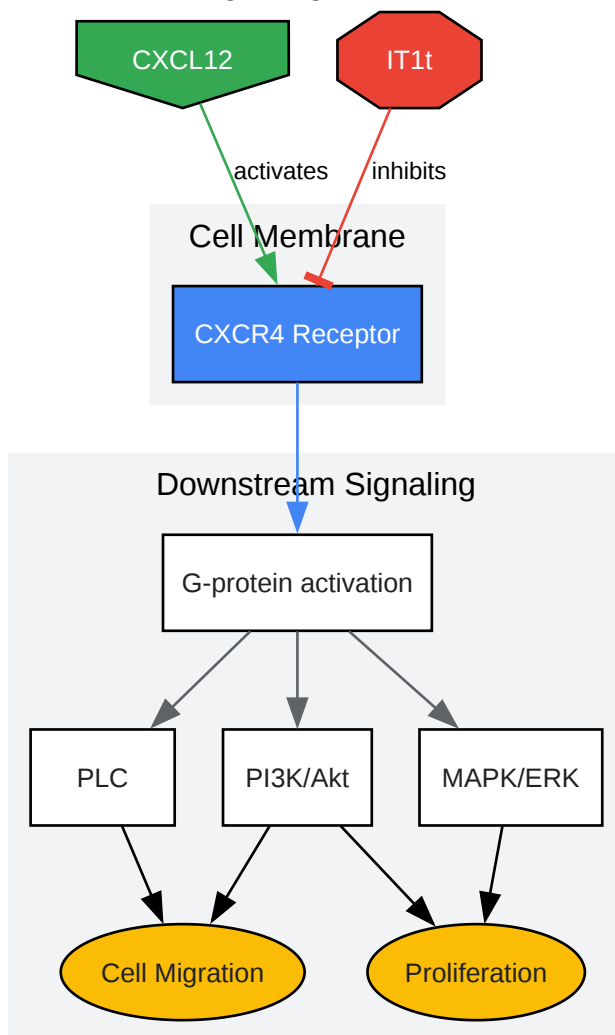 CXCL12
IT1t
activates
inhibits
Cell Membrane
CXCR4 Receptor
Downstream Signaling
G-protein activation
PLC
PI3K/Akt
MAPK/ERK
Cell Migration
Proliferation